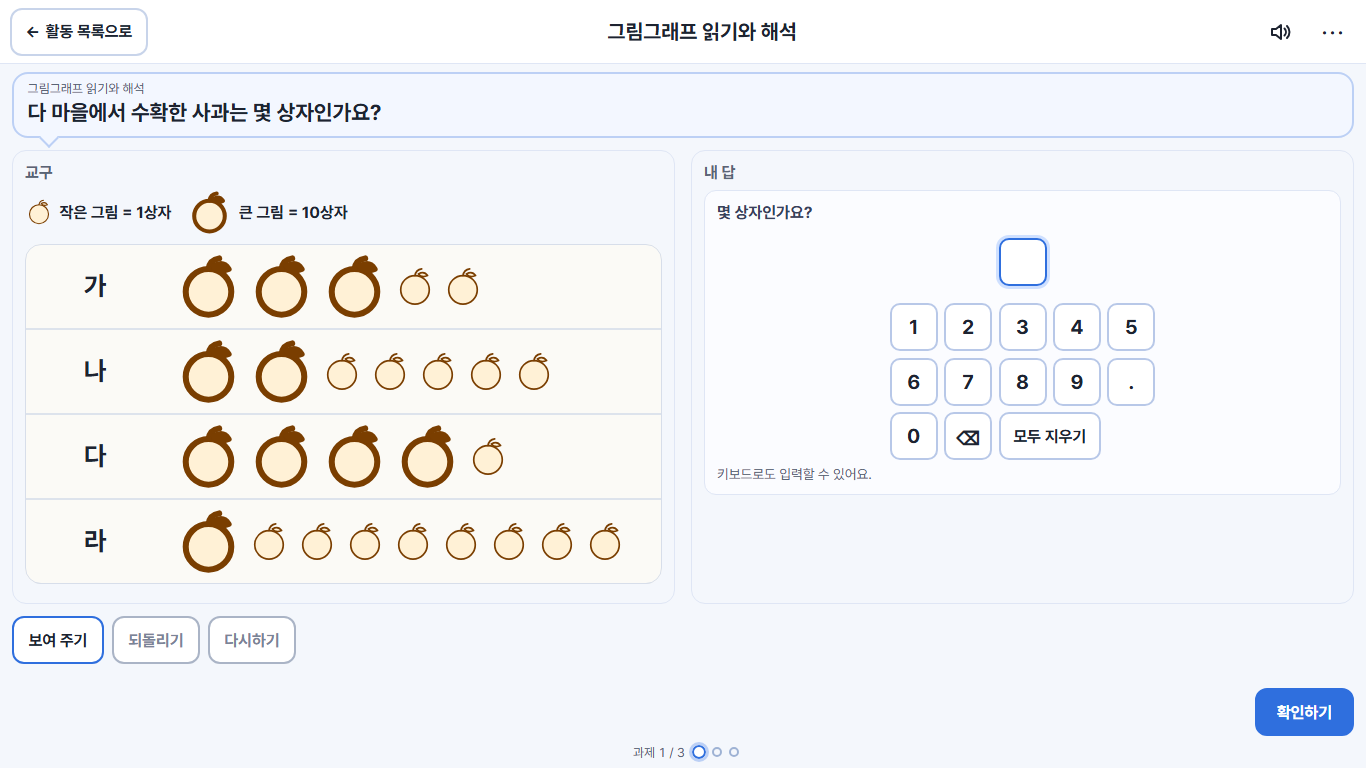 ← 활동 목록으로
그림그래프 읽기와 해석
...
그림그래프 읽기와 해석
다 마을에서 수확한 사과는 몇 상자인가요?
교구
작은 그림 = 1상자 큰 그림 = 10상자
가
나
다
라
내 답
몇 상자인가요?
1 2 3 4 5
6 7 8 9 .
0 ⌫ 모두 지우기
키보드로도 입력할 수 있어요.
보여 주기 되돌리기 다시하기
확인하기
과제 1 / 3